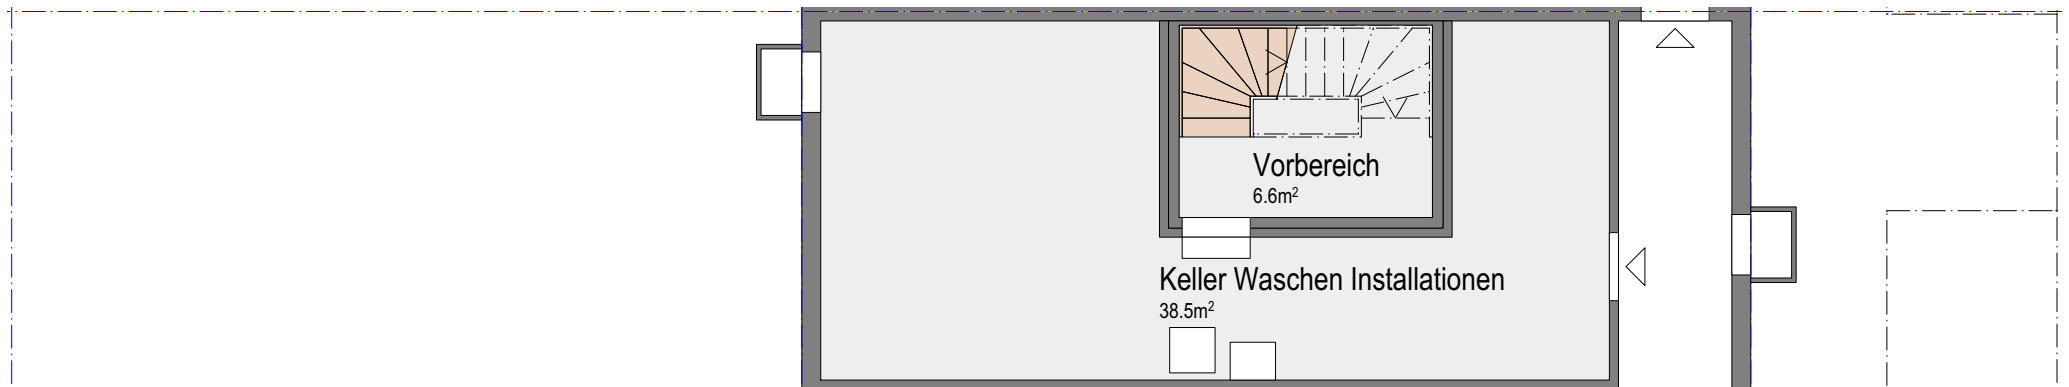 Vorbereich
6.6m²
Keller Waschen Installationen
38.5m²